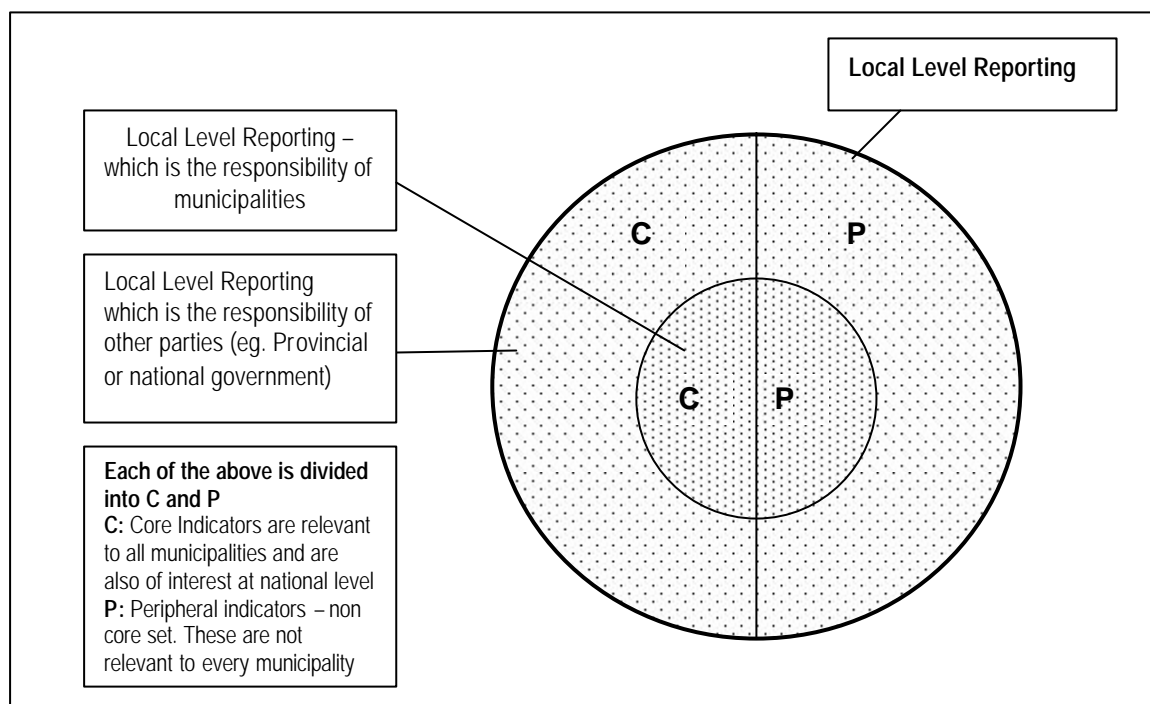 Local Level Reporting
Local Level Reporting –
which is the responsibility of
municipalities
Local Level Reporting
which is the responsibility of
other parties (eg. Provincial
or national government)
Each of the above is divided
into C and P
C: Core Indicators are relevant
to all municipalities and are
also of interest at national level
P: Peripheral indicators – non
core set. These are not
relevant to every municipality
C
P
C
P